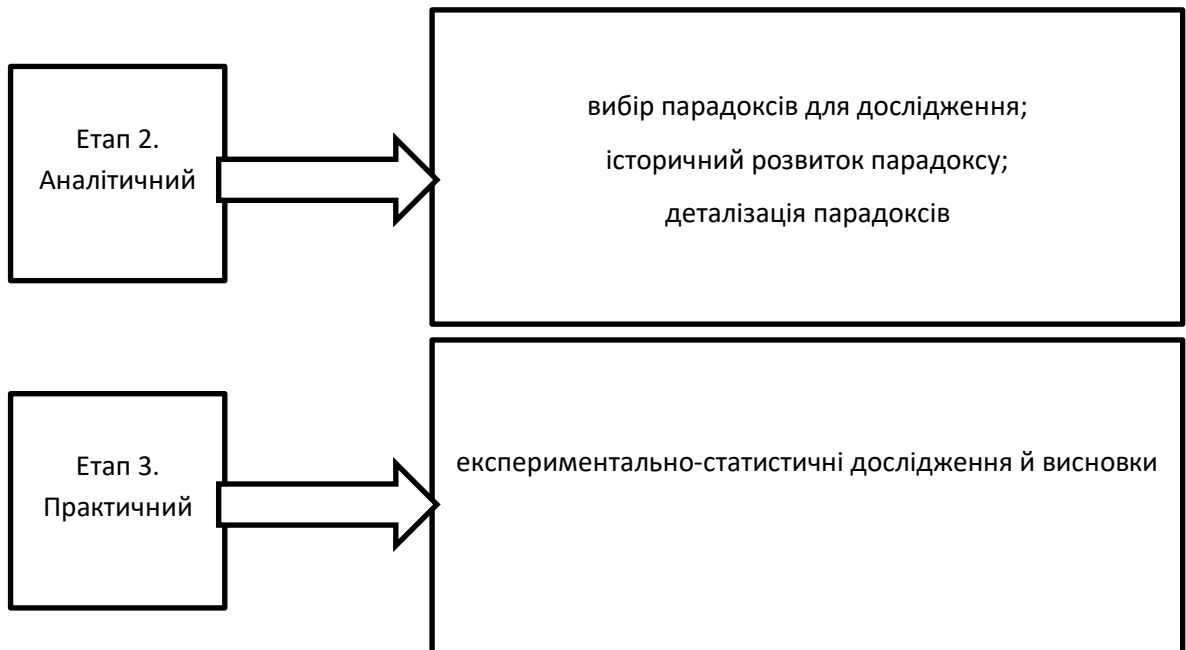 Етап 2.
Аналітичний
вибір парадоксів для дослідження;
історичний розвиток парадоксу;
деталізація парадоксів
Етап 3.
Практичний
експериментально-статистичні дослідження й висновки